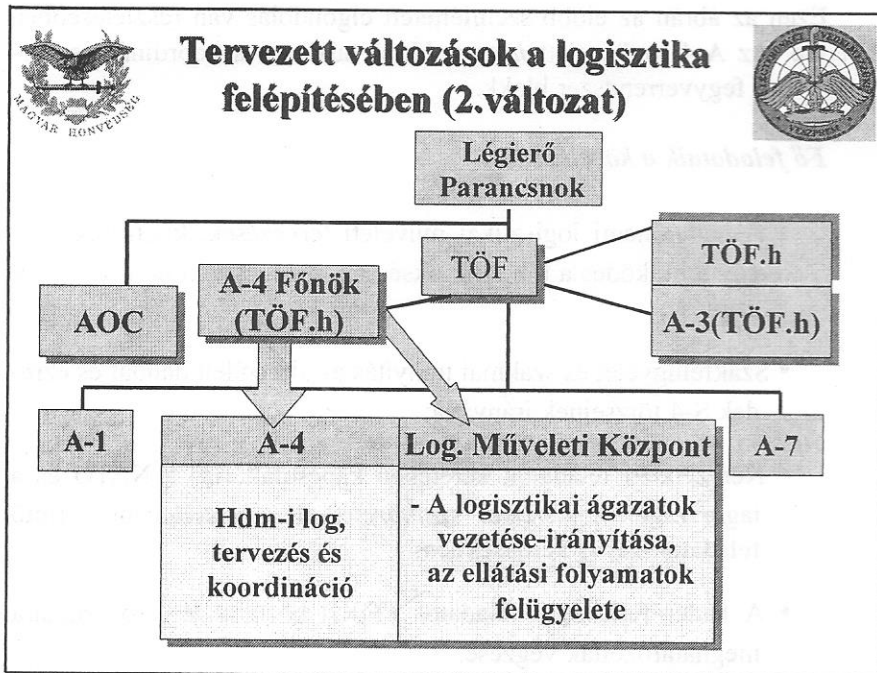 Tervezett változások a logisztika
felépítésében (2.változat)
MAGYAR HONVÉDSÉG
VESZPRÉM
Légierő
Parancsnok
AOC
A-4 Főnök
(TÖF.h)
TÖF
TÖF.h
A-3(TÖF.h)
A-1
A-4
Log. Műveleti Központ
A-7
Hdm-i log,
tervezés és
koordináció
- A logisztikai ágazatok
vezetése-irányítása,
az ellátási folyamatok
felügyelete